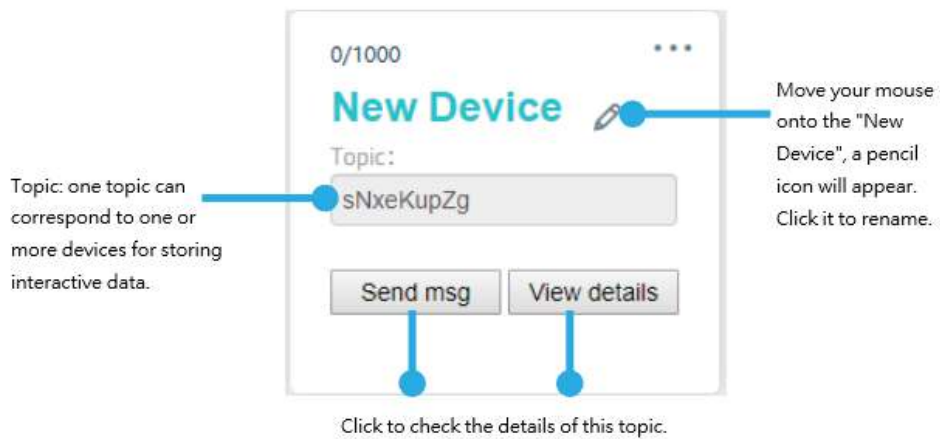 0/1000
New Device
Topic:
sNxeKupZg
Send msg
View details
Topic: one topic can
correspond to one or
more devices for storing
interactive data.
Move your mouse
onto the "New
Device", a pencil
icon will appear.
Click it to rename.
Click to check the details of this topic.